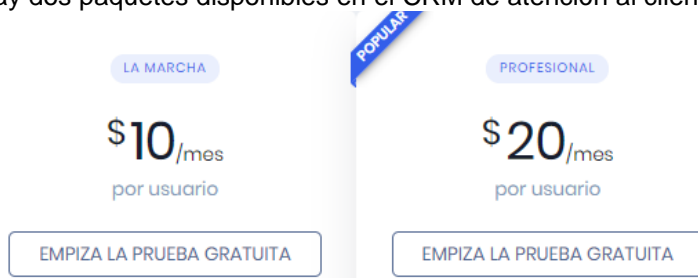 ay dos paquetes disponibles en el CRM de atención al clien
POPULAR
LA MARCHA
PROFESIONAL
$10/mes
$20/mes
por usuario
por usuario
EMPIZA LA PRUEBA GRATUITA
EMPIZA LA PRUEBA GRATUITA